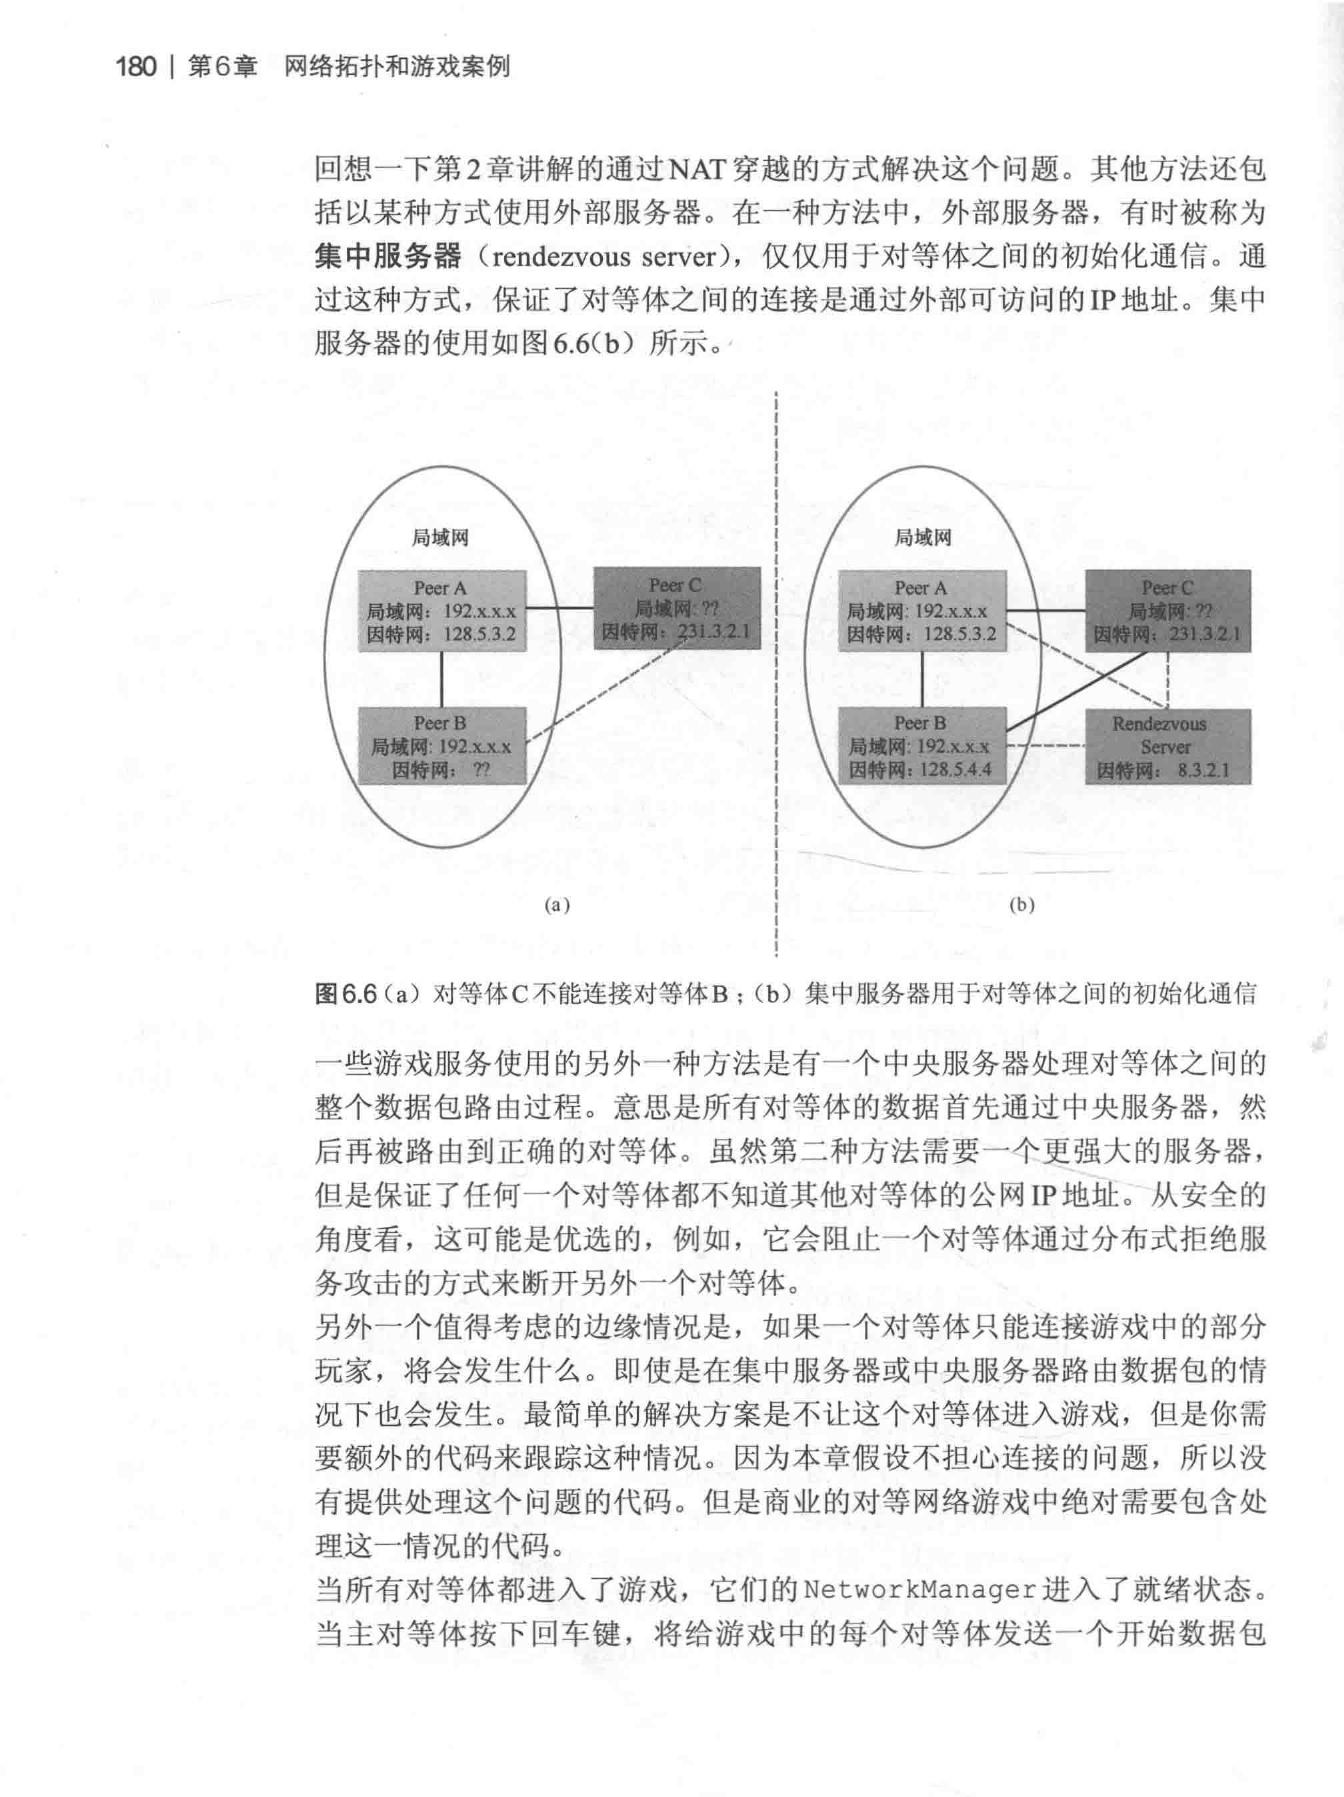 180 | 第6章 网络拓扑和游戏案例
回想一下第2章讲解的通过NAT穿越的方式解决这个问题。其他方法还包
括以某种方式使用外部服务器。在一种方法中，外部服务器，有时被称为
集中服务器（rendezvous server），仅仅用于对等体之间的初始化通信。通
过这种方式，保证了对等体之间的连接是通过外部可访问的IP地址。集中
服务器的使用如图6.6(b）所示。
局域网
Peer A
局域网：192.x.x.x
因特网：128.5.3.2
Peer C
局域网: ??
因特网：231.3.2.1
Peer B
局域网: 192.x.x.x
因特网： ??
(a)
局域网
Peer A
局域网: 192.x.x.x
因特网：128.5.3.2
Peer C
局域网: ??
因特网：231.3.2.1
Peer B
局域网: 192.x.x.x
因特网: 128.5.4.4
Rendezvous
Server
因特网： 8.3.2.1
(b)
图6.6（a）对等体C不能连接对等体B；（b）集中服务器用于对等体之间的初始化通信
一些游戏服务使用的另外一种方法是有一个中央服务器处理对等体之间的
整个数据包路由过程。意思是所有对等体的数据首先通过中央服务器，然
后再被路由到正确的对等体。虽然第二种方法需要一个更强大的服务器，
但是保证了任何一个对等体都不知道其他对等体的公网IP地址。从安全的
角度看，这可能是优选的，例如，它会阻止一个对等体通过分布式拒绝服
务攻击的方式来断开另外一个对等体。
另外一个值得考虑的边缘情况是，如果一个对等体只能连接游戏中的部分
玩家，将会发生什么。即使是在集中服务器或中央服务器路由数据包的情
况下也会发生。最简单的解决方案是不让这个对等体进入游戏，但是你需
要额外的代码来跟踪这种情况。因为本章假设不担心连接的问题，所以没
有提供处理这个问题的代码。但是商业的对等网络游戏中绝对需要包含处
理这一情况的代码。
当所有对等体都进入了游戏，它们的NetworkManager进入了就绪状态。
当主对等体按下回车键，将给游戏中的每个对等体发送一个开始数据包